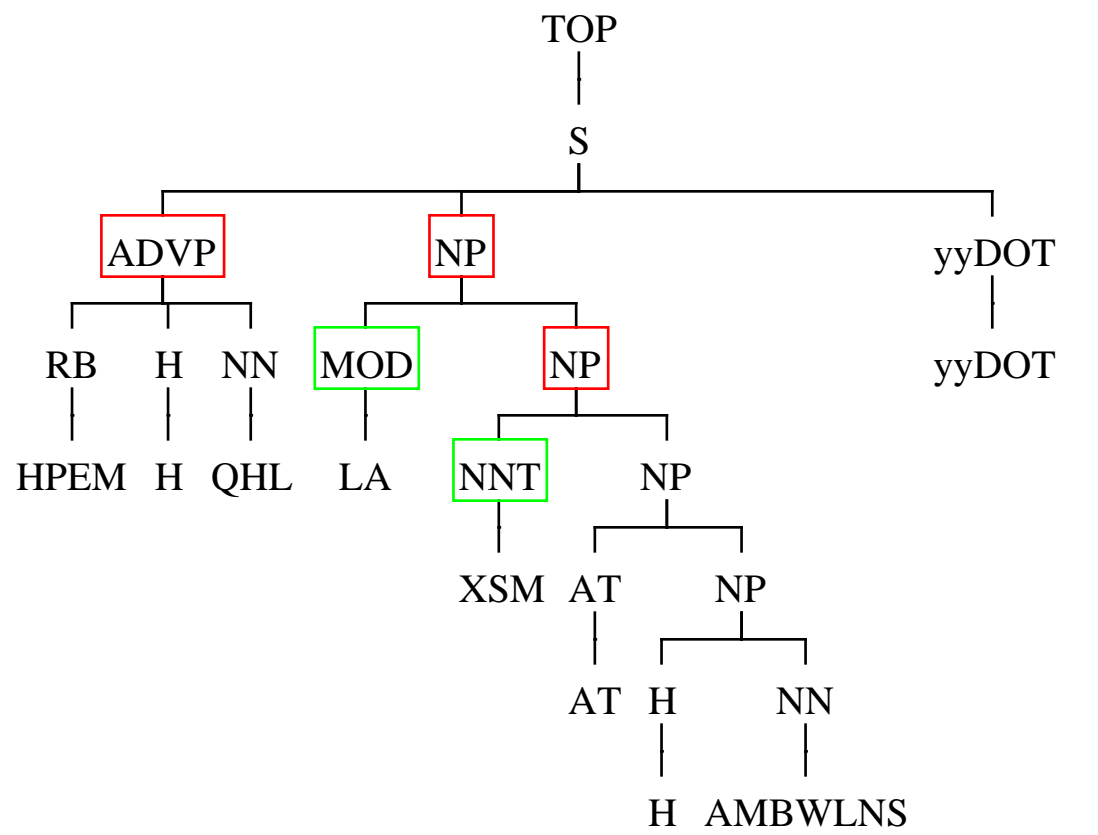 TOP
S
ADVP NP yyDOT
RB H NN MOD NP yyDOT
HPEM H QHL LA NNT NP
XSM AT NP
AT H NN
H AMBWLNS